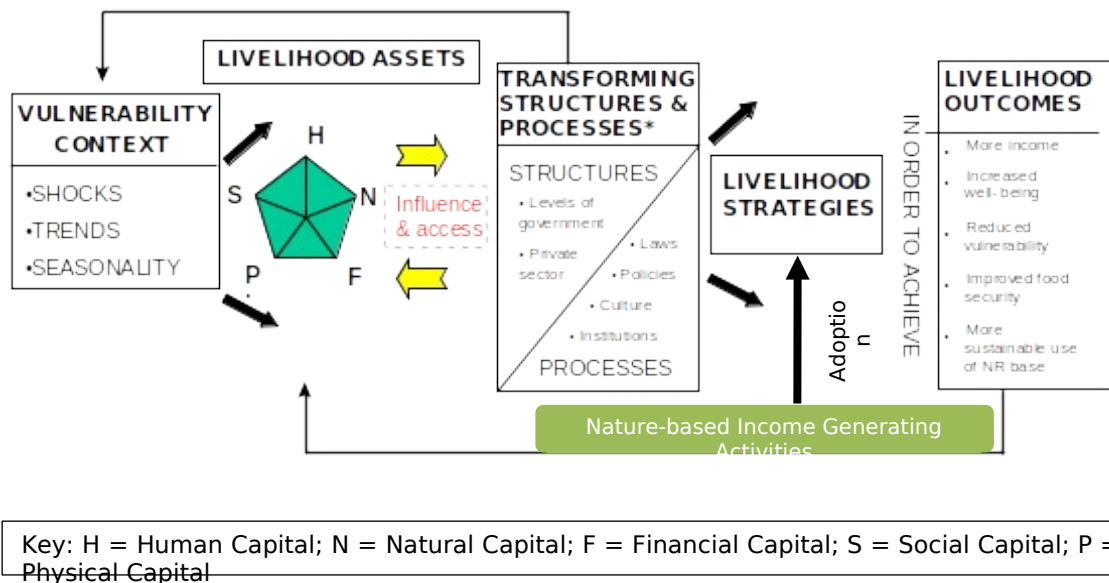 LIVELIHOOD ASSETS
VULNERABILITY
CONTEXT
•SHOCKS
•TRENDS
•SEASONALITY
H
S
N
P
.
F
Influence
& access
TRANSFORMING
STRUCTURES &
PROCESSES*
STRUCTURES
• Levels of
government
• Private
sector
• Laws
• Policies
• Culture
• Institutions
PROCESSES
LIVELIHOOD
STRATEGIES
Adoptio
n
IN ORDER TO ACHIEVE
LIVELIHOOD
OUTCOMES
• More income
• Increased
well-being
• Reduced
vulnerability
• Improved food
security
• More
sustainable use
of NR base
Nature-based Income Generating
Activities
Key: H = Human Capital; N = Natural Capital; F = Financial Capital; S = Social Capital; P =
Physical Capital